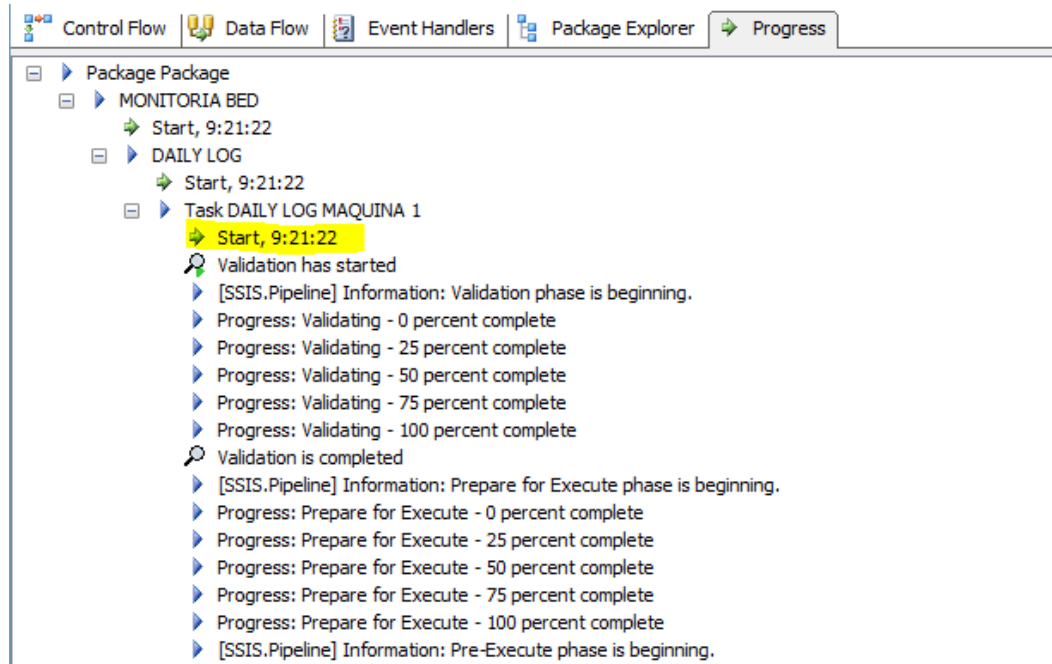 Control Flow Data Flow Event Handlers Package Explorer Progress
Package Package
MONITORIA BED
Start, 9:21:22
DAILY LOG
Start, 9:21:22
Task DAILY LOG MAQUINA 1
Start, 9:21:22
Validation has started
[SSIS.Pipeline] Information: Validation phase is beginning.
Progress: Validating - 0 percent complete
Progress: Validating - 25 percent complete
Progress: Validating - 50 percent complete
Progress: Validating - 75 percent complete
Progress: Validating - 100 percent complete
Validation is completed
[SSIS.Pipeline] Information: Prepare for Execute phase is beginning.
Progress: Prepare for Execute - 0 percent complete
Progress: Prepare for Execute - 25 percent complete
Progress: Prepare for Execute - 50 percent complete
Progress: Prepare for Execute - 75 percent complete
Progress: Prepare for Execute - 100 percent complete
[SSIS.Pipeline] Information: Pre-Execute phase is beginning.